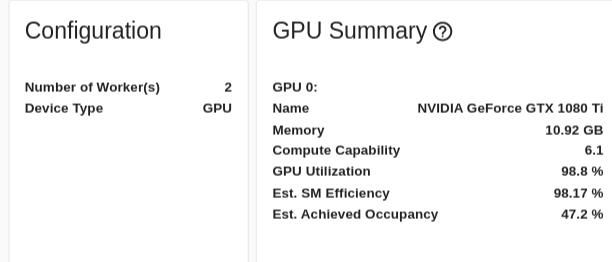 Configuration
Number of Worker(s) 2
Device Type GPU
GPU Summary ?
GPU 0:
Name NVIDIA GeForce GTX 1080 Ti
Memory 10.92 GB
Compute Capability 6.1
GPU Utilization 98.8 %
Est. SM Efficiency 98.17 %
Est. Achieved Occupancy 47.2 %